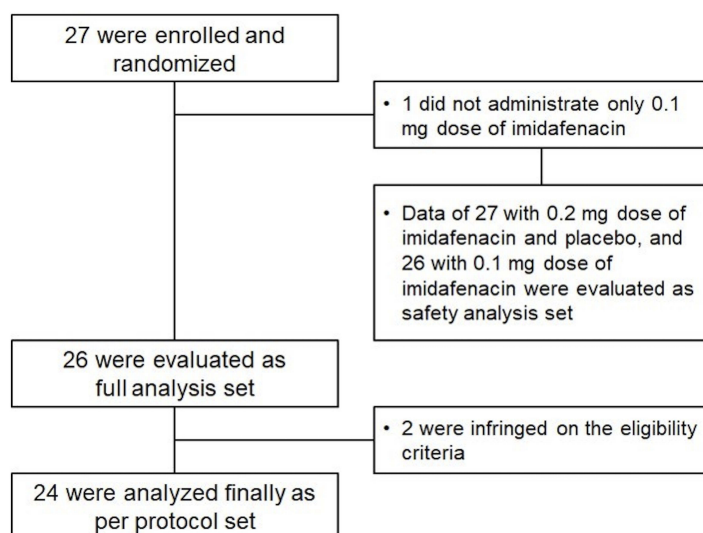 27 were enrolled and
randomized
• 1 did not administrate only 0.1
mg dose of imidafenacin
• Data of 27 with 0.2 mg dose of
imidafenacin and placebo, and
26 with 0.1 mg dose of
imidafenacin were evaluated as
safety analysis set
26 were evaluated as
full analysis set
• 2 were infringed on the eligibility
criteria
24 were analyzed finally as
per protocol set